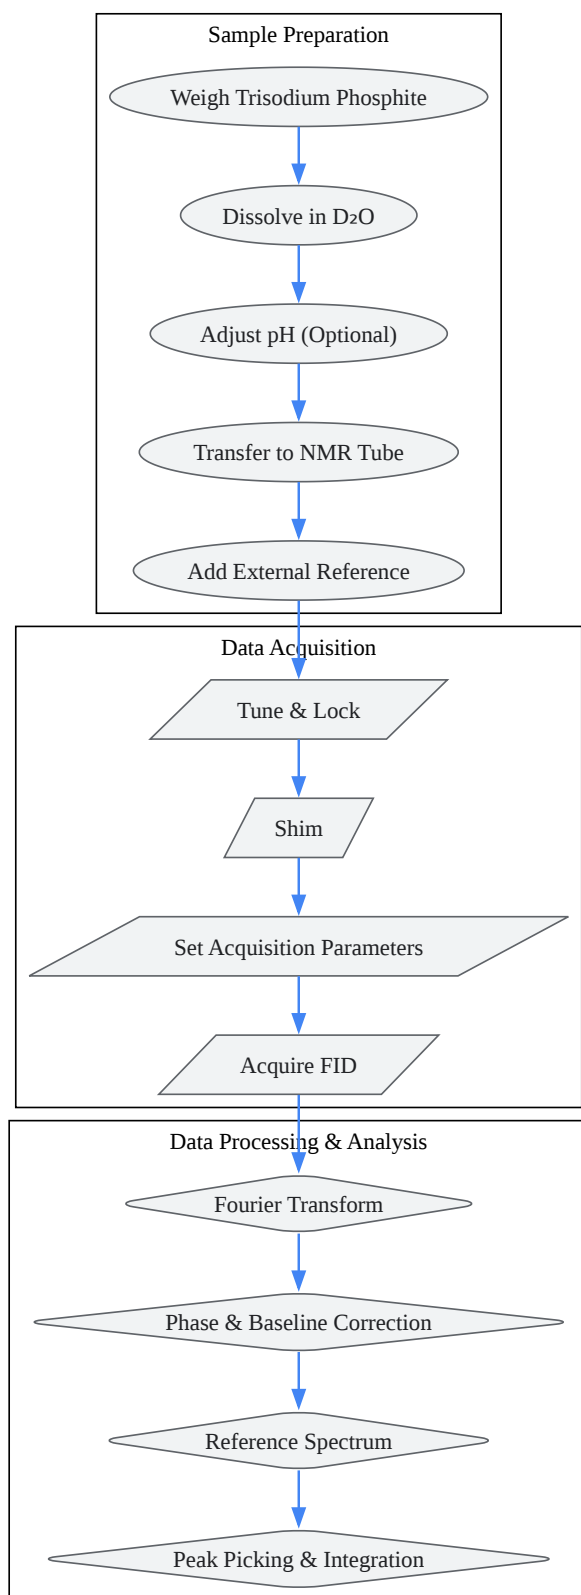 Sample Preparation
Weigh Trisodium Phosphite
Dissolve in D₂O
Adjust pH (Optional)
Transfer to NMR Tube
Add External Reference
Data Acquisition
Tune & Lock
Shim
Set Acquisition Parameters
Acquire FID
Data Processing & Analysis
Fourier Transform
Phase & Baseline Correction
Reference Spectrum
Peak Picking & Integration